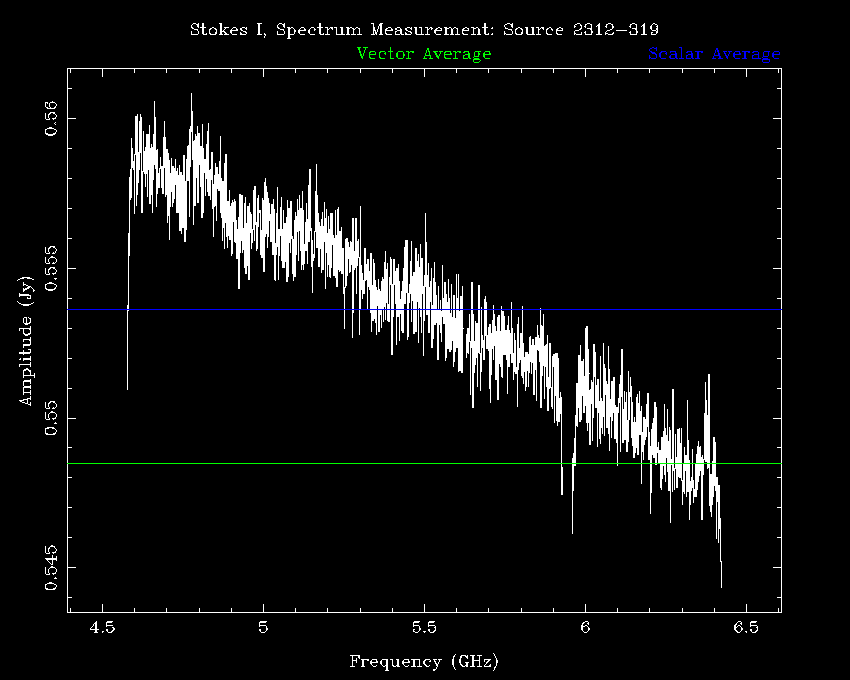 Stokes I, Spectrum Measurement: Source 2312−319
Vector Average Scalar Average
0.56
0.555
0.55
0.545
Amplitude (Jy)
4.5 5 5.5 6 6.5
Frequency (GHz)